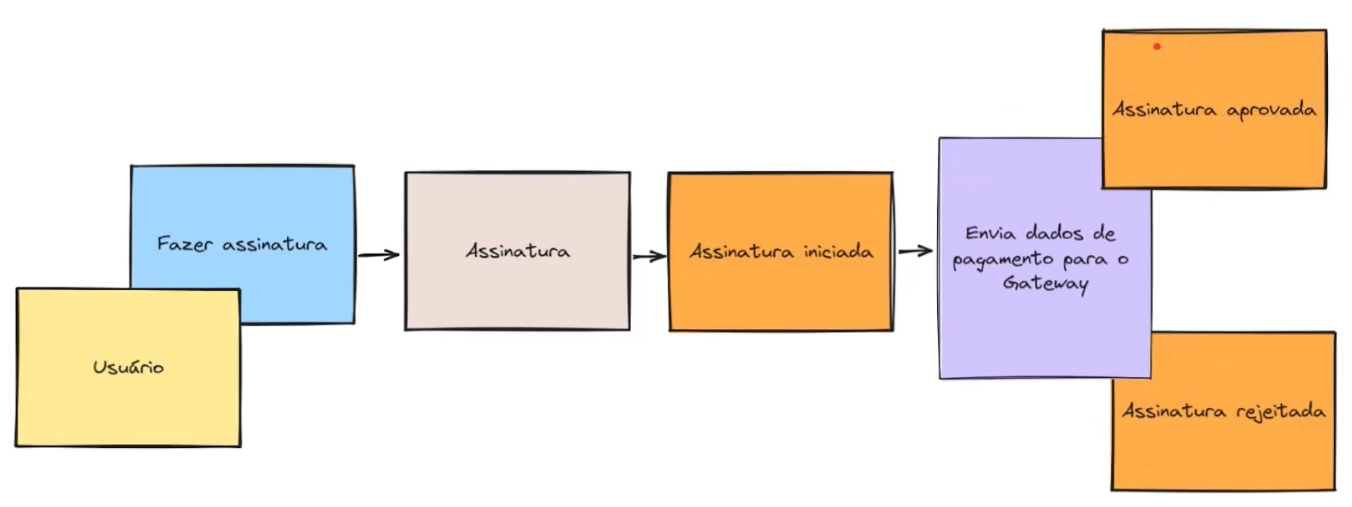 Assinatura aprovada
Fazer assinatura
Assinatura
Assinatura iniciada
Envia dados de
pagamento para o
Gateway
Usuário
Assinatura rejeitada